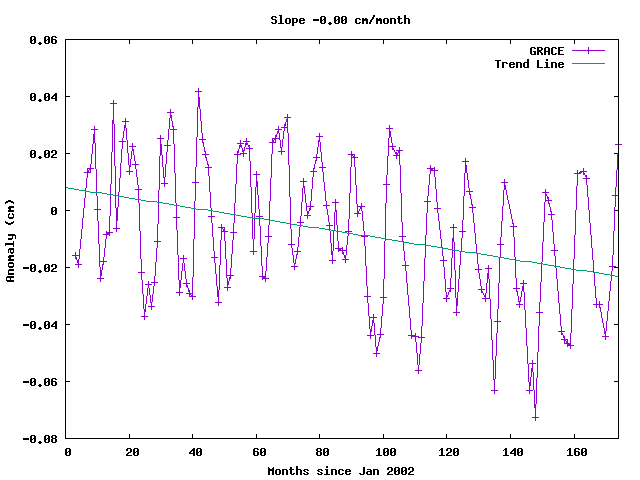 Slope -0.00 cm/month
GRACE
Trend Line
0.06
0.04
0.02
0
-0.02
-0.04
-0.06
-0.08
Anomaly (cm)
0 20 40 60 80 100 120 140 160
Months since Jan 2002